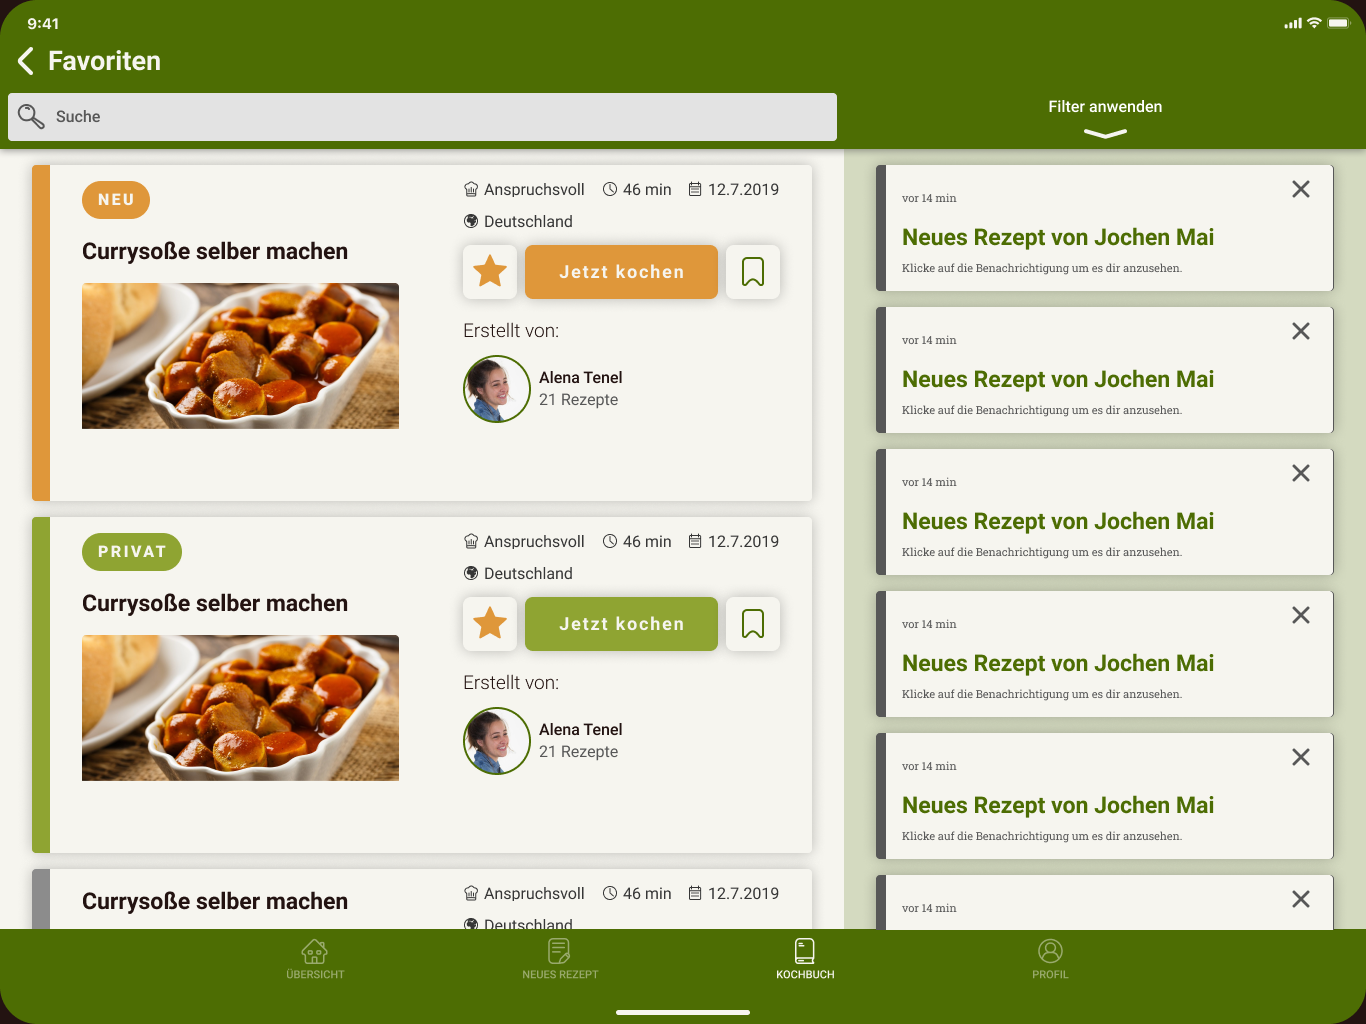 9:41
Favoriten
Suche
Filter anwenden
NEU
Currysoße selber machen
Anspruchsvoll 46 min 12.7.2019
Deutschland
Jetzt kochen
Erstellt von:
Alena Tenel
21 Rezepte
PRIVAT
Currysoße selber machen
Anspruchsvoll 46 min 12.7.2019
Deutschland
Jetzt kochen
Erstellt von:
Alena Tenel
21 Rezepte
Currysoße selber machen
Anspruchsvoll 46 min 12.7.2019
Deutschland
vor 14 min
Neues Rezept von Jochen Mai
Klicke auf die Benachrichtigung um es dir anzusehen.
vor 14 min
Neues Rezept von Jochen Mai
Klicke auf die Benachrichtigung um es dir anzusehen.
vor 14 min
Neues Rezept von Jochen Mai
Klicke auf die Benachrichtigung um es dir anzusehen.
vor 14 min
Neues Rezept von Jochen Mai
Klicke auf die Benachrichtigung um es dir anzusehen.
vor 14 min
Neues Rezept von Jochen Mai
Klicke auf die Benachrichtigung um es dir anzusehen.
vor 14 min
ÜBERSICHT
NEUES REZEPT
KOCHBUCH
PROFIL